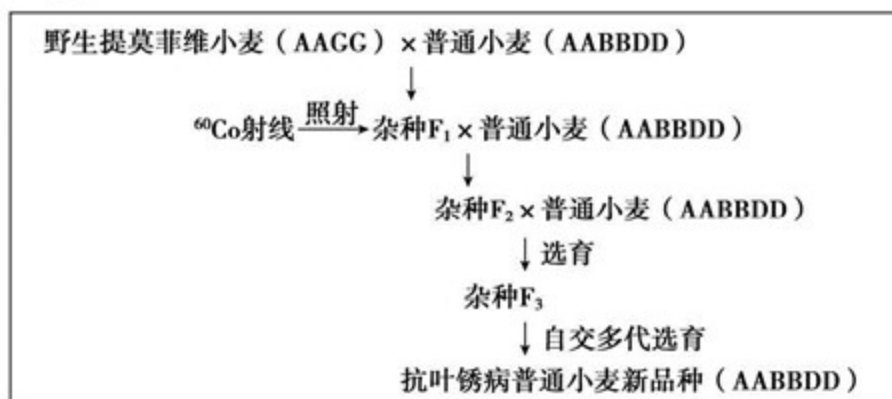 野生提莫菲维小麦（AAGG）×普通小麦（AABBDD）
⁶⁰Co射线 照射 杂种F₁×普通小麦（AABBDD）
杂种F₂×普通小麦（AABBDD）
选育
杂种F₃
自交多代选育
抗叶锈病普通小麦新品种（AABBDD）